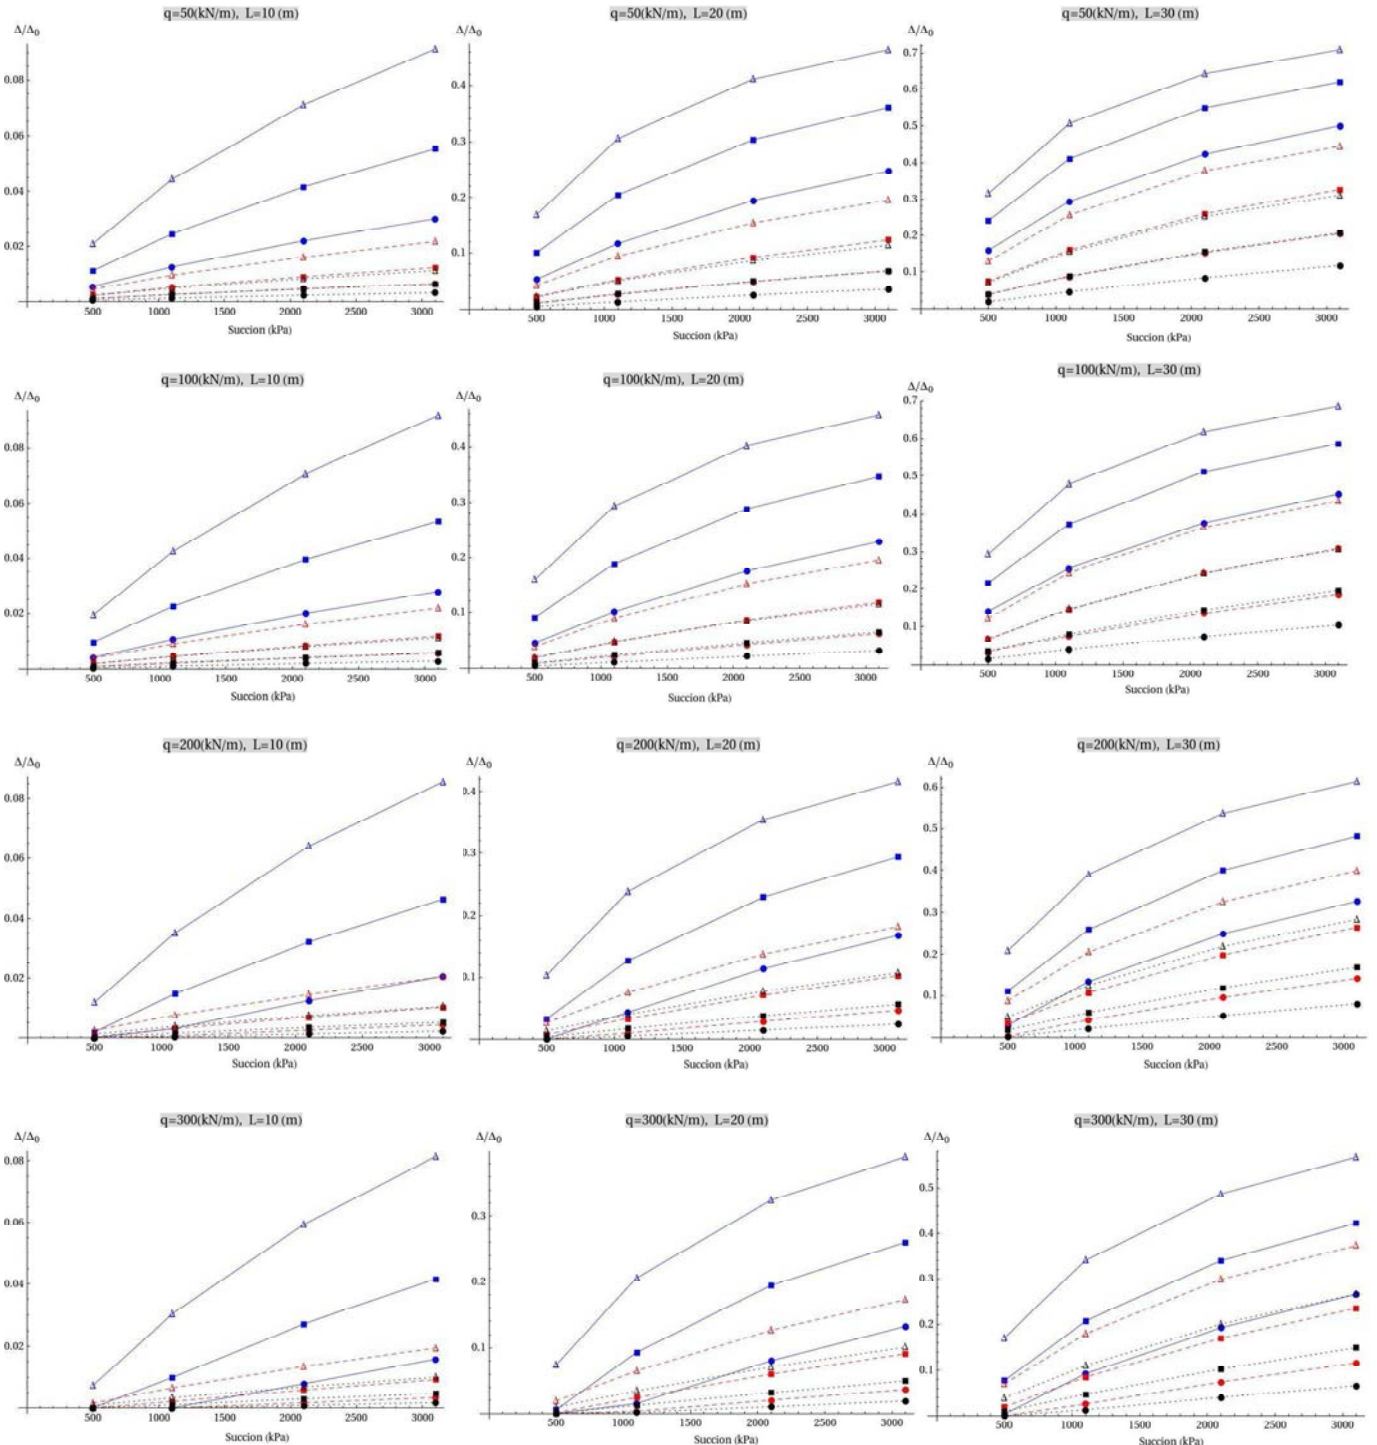 q=50(kN/m), L=10 (m)
Δ/Δ0
0.08
0.06
0.04
0.02
500 1000 1500 2000 2500 3000
Succion (kPa)
q=50(kN/m), L=20 (m)
Δ/Δ0
0.4
0.3
0.2
0.1
500 1000 1500 2000 2500 3000
Succion (kPa)
q=50(kN/m), L=30 (m)
Δ/Δ0
0.7
0.6
0.5
0.4
0.3
0.2
0.1
500 1000 1500 2000 2500 3000
Succion (kPa)
q=100(kN/m), L=10 (m)
Δ/Δ0
0.08
0.06
0.04
0.02
500 1000 1500 2000 2500 3000
Succion (kPa)
q=100(kN/m), L=20 (m)
Δ/Δ0
0.4
0.3
0.2
0.1
500 1000 1500 2000 2500 3000
Succion (kPa)
q=100(kN/m), L=30 (m)
Δ/Δ0
0.7
0.6
0.5
0.4
0.3
0.2
0.1
500 1000 1500 2000 2500 3000
Succion (kPa)
q=200(kN/m), L=10 (m)
Δ/Δ0
0.08
0.06
0.04
0.02
500 1000 1500 2000 2500 3000
Succion (kPa)
q=200(kN/m), L=20 (m)
Δ/Δ0
0.4
0.3
0.2
0.1
500 1000 1500 2000 2500 3000
Succion (kPa)
q=200(kN/m), L=30 (m)
Δ/Δ0
0.6
0.5
0.4
0.3
0.2
0.1
500 1000 1500 2000 2500 3000
Succion (kPa)
q=300(kN/m), L=10 (m)
Δ/Δ0
0.08
0.06
0.04
0.02
500 1000 1500 2000 2500 3000
Succion (kPa)
q=300(kN/m), L=20 (m)
Δ/Δ0
0.3
0.2
0.1
500 1000 1500 2000 2500 3000
Succion (kPa)
q=300(kN/m), L=30 (m)
Δ/Δ0
0.5
0.4
0.3
0.2
0.1
500 1000 1500 2000 2500 3000
Succion (kPa)